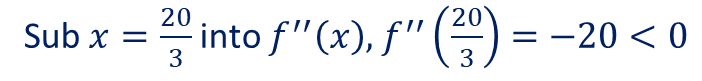 Sub x = 20/3 into f''(x), f''(20/3) = −20 < 0